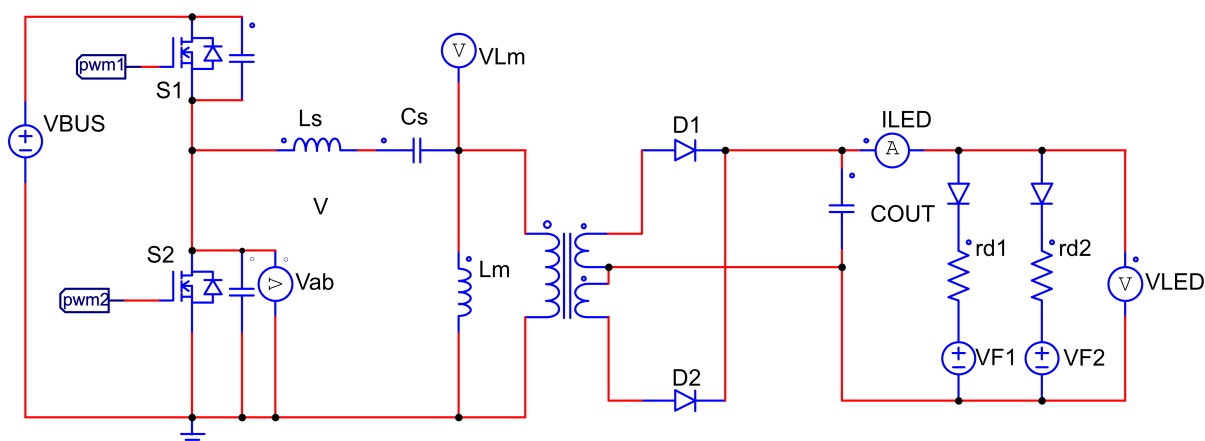 pwm1
S1
VBUS
Ls
Cs
V
VLm
D1
ILED
A
V
COUT
rd1
rd2
S2
pwm2
V
Vab
Lm
V
VLED
VF1
VF2
D2